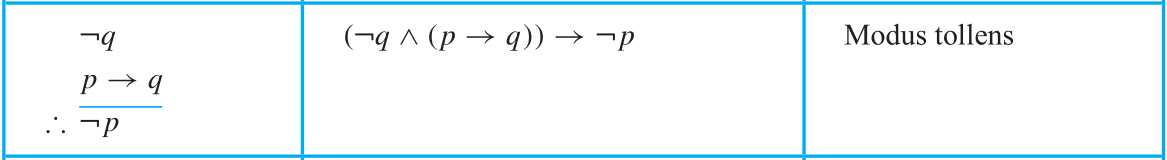 ¬q (¬q ∧ (p → q)) → ¬p Modus tollens
p → q
∴ ¬p